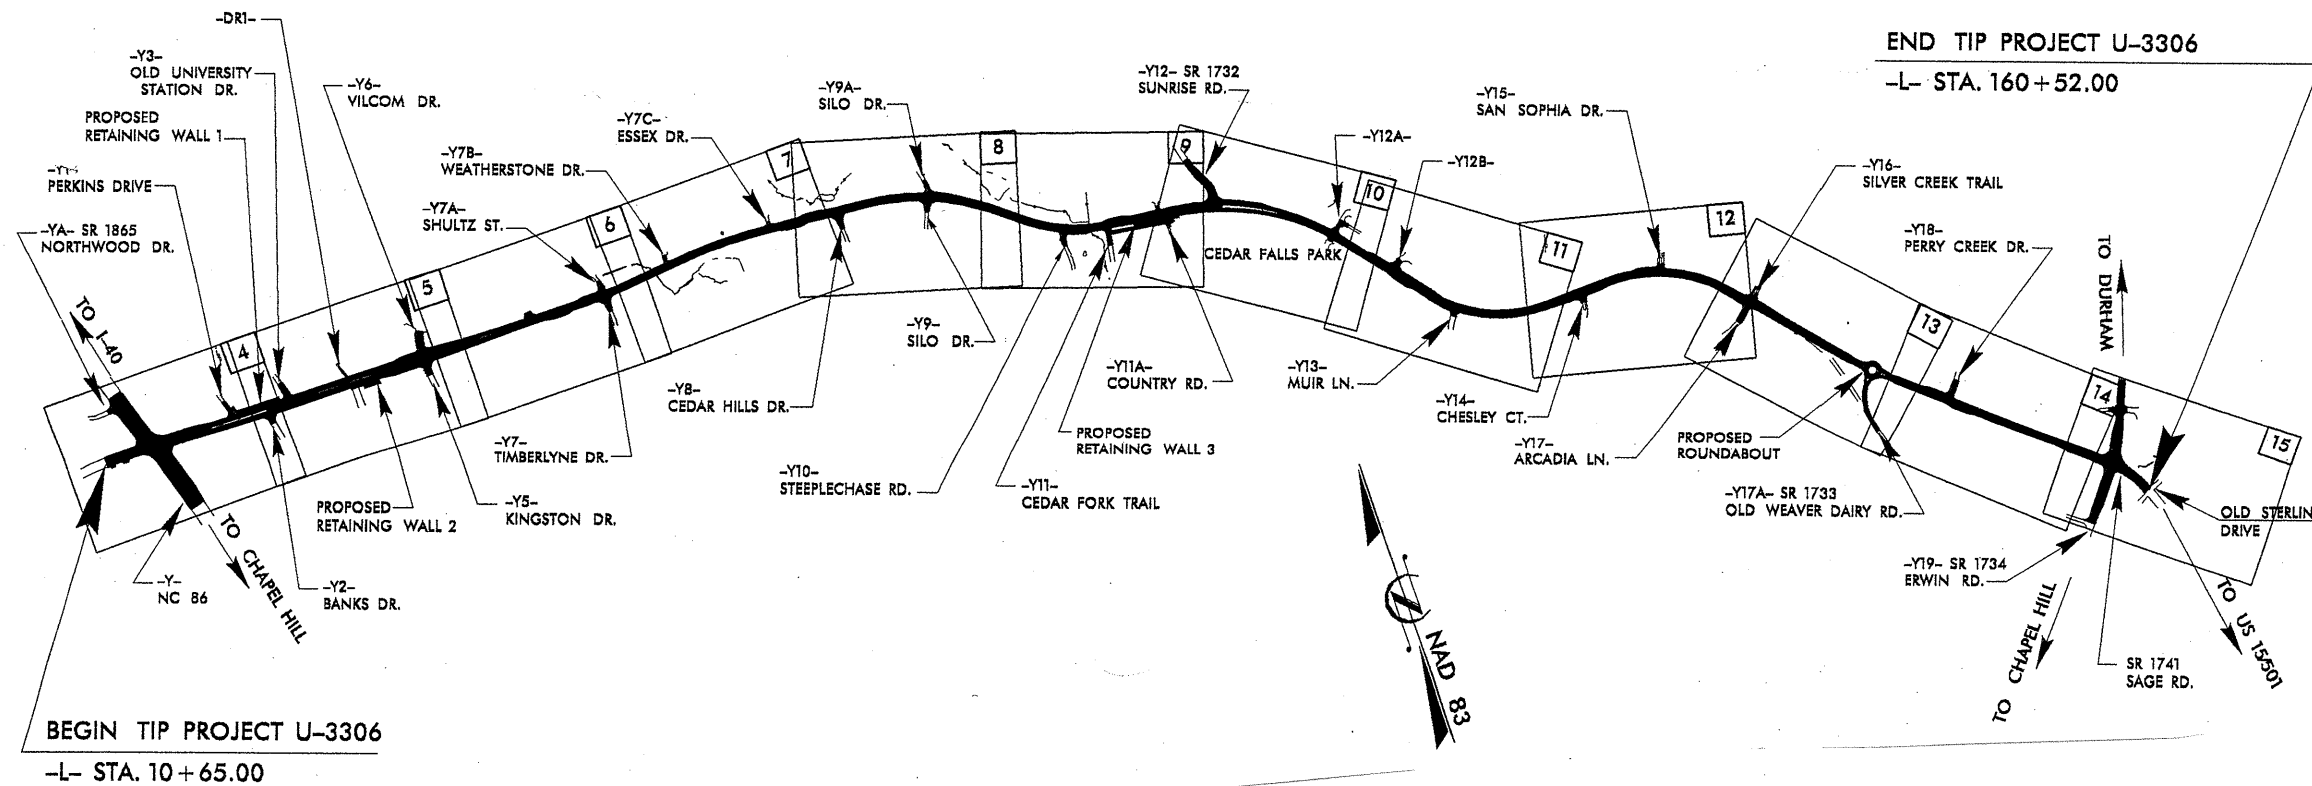 -DR1-
-Y3-
OLD UNIVERSITY
STATION DR.
PROPOSED
RETAINING WALL 1
PERKINS DRIVE
-YA- SR 1865
NORTHWOOD DR.
TO I-40
-Y6-
VILCOM DR.
-Y7A-
SHULTZ ST.
-Y7B-
WEATHERSTONE DR.
-Y7C-
ESSEX DR.
-Y9A-
SILO DR.
-Y12- SR 1732
SUNRISE RD.
-Y12A-
-Y12B-
-Y15-
SAN SOPHIA DR.
END TIP PROJECT U-3306
-L- STA. 160+52.00
-Y16-
SILVER CREEK TRAIL
-Y18-
PERRY CREEK DR.
TO DURHAM
4
5
6
7
8
9
10
11
12
13
14
15
CEDAR FALLS PARK
-Y-
NC 86
TO CHAPEL HILL
-Y2-
BANKS DR.
PROPOSED
RETAINING WALL 2
-Y5-
KINGSTON DR.
-Y7-
TIMBERLYNE DR.
-Y8-
CEDAR HILLS DR.
-Y9-
SILO DR.
-Y10-
STEEPLECHASE RD.
-Y11-
CEDAR FORK TRAIL
-Y11A-
COUNTRY RD.
PROPOSED
RETAINING WALL 3
-Y13-
MUIR LN.
-Y14-
CHESLEY CT.
-Y17-
ARCADIA LN.
PROPOSED
ROUNDABOUT
-Y17A- SR 1733
OLD WEAVER DAIRY RD.
-Y19- SR 1734
ERWIN RD.
TO CHAPEL HILL
SR 1741
SAGE RD.
OLD STERLIN
DRIVE
TO US 15/501
NAD 83
BEGIN TIP PROJECT U-3306
-L- STA. 10+65.00